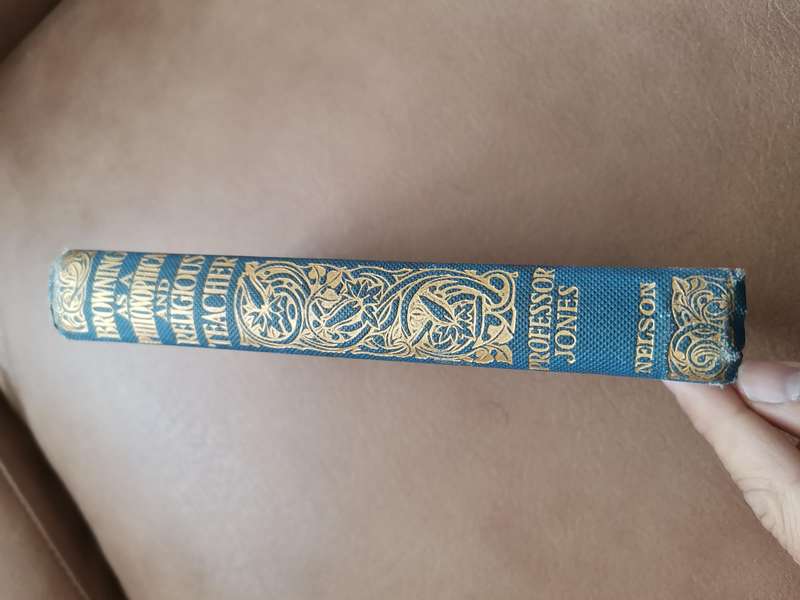 BROWNING
AS A
PHILOSOPHICAL
AND
RELIGIOUS
TEACHER
PROFESSOR
JONES
NELSON